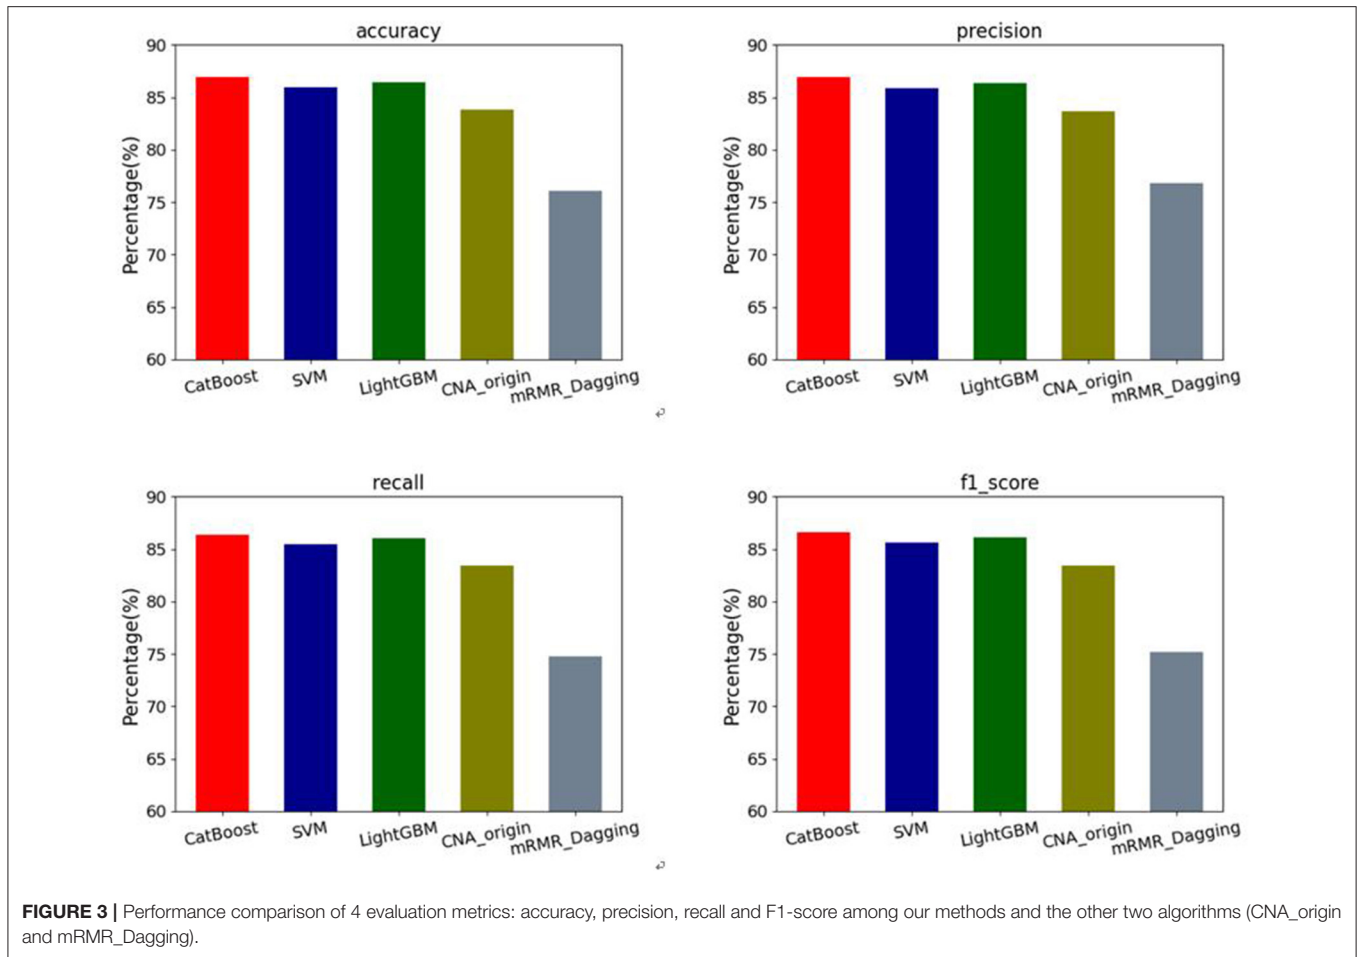 accuracy
90
85
80
75
70
65
60
Percentage(%)
CatBoost
SVM
LightGBM
CNA_origin
mRMR_Dagging
precision
90
85
80
75
70
65
60
Percentage(%)
CatBoost
SVM
LightGBM
CNA_origin
mRMR_Dagging
recall
90
85
80
75
70
65
60
Percentage(%)
CatBoost
SVM
LightGBM
CNA_origin
mRMR_Dagging
f1_score
90
85
80
75
70
65
60
Percentage(%)
CatBoost
SVM
LightGBM
CNA_origin
mRMR_Dagging
FIGURE 3 | Performance comparison of 4 evaluation metrics: accuracy, precision, recall and F1-score among our methods and the other two algorithms (CNA_origin
and mRMR_Dagging).